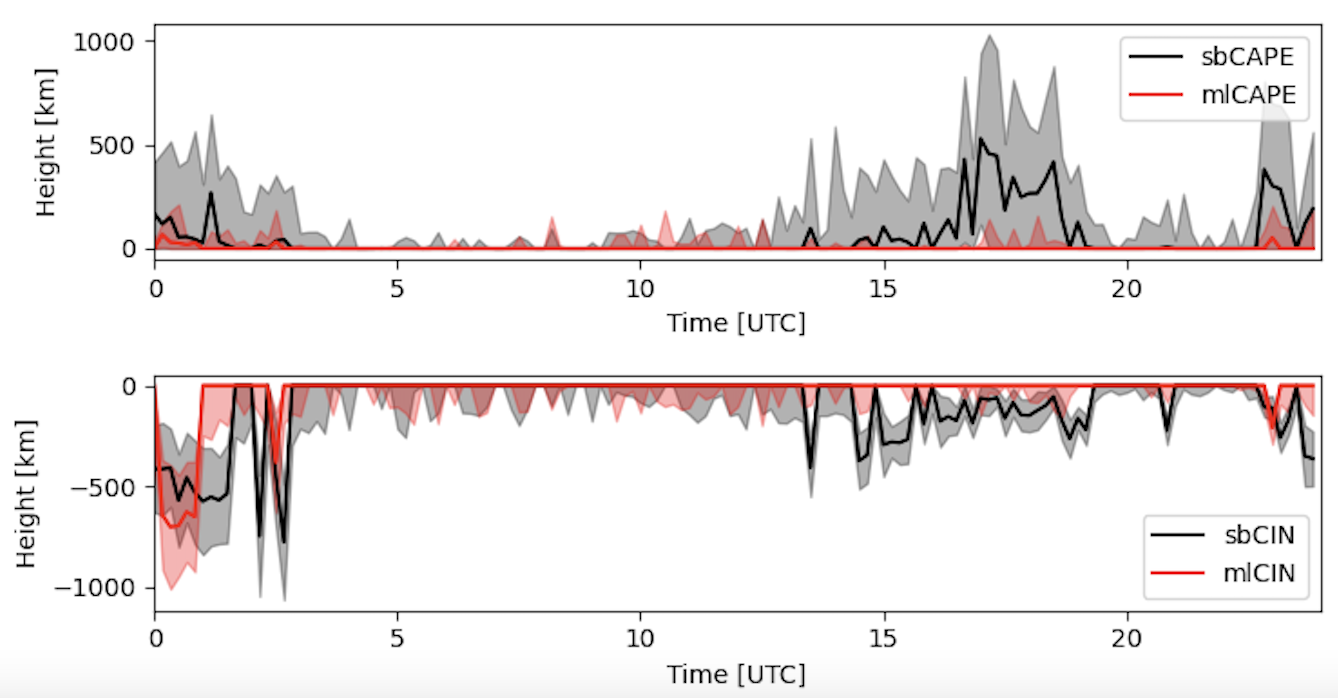 1000
500
0
Height [km]
sbCAPE
mlCAPE
0 5 10 15 20
Time [UTC]
0
−500
−1000
Height [km]
sbCIN
mlCIN
0 5 10 15 20
Time [UTC]